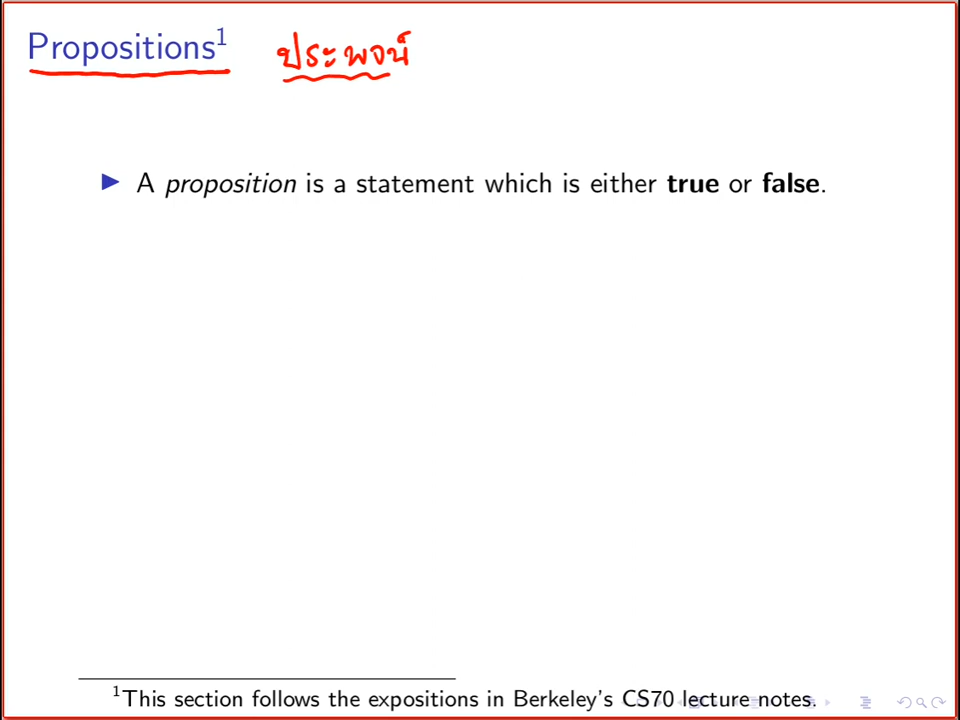 Propositions¹ ประพจน์
▶ A proposition is a statement which is either true or false.
¹This section follows the expositions in Berkeley's CS70 lecture notes.